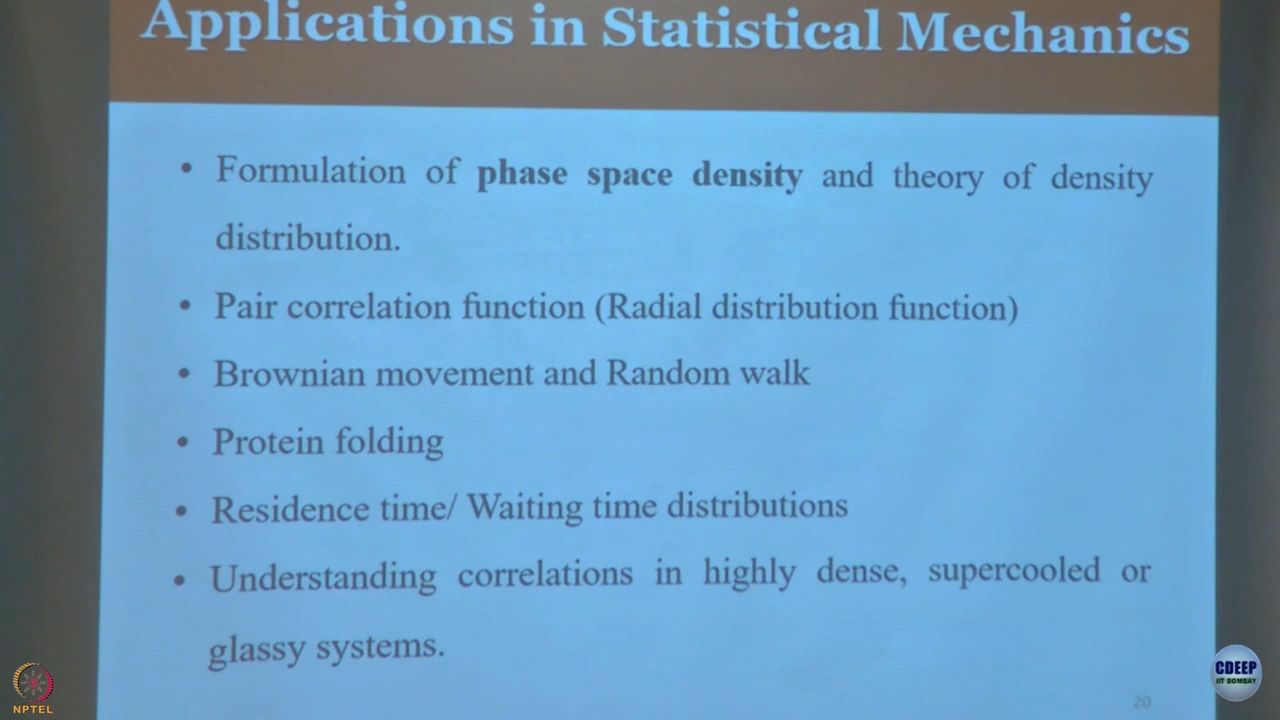 Applications in Statistical Mechanics
• Formulation of phase space density and theory of density
distribution.
• Pair correlation function (Radial distribution function)
• Brownian movement and Random walk
• Protein folding
• Residence time/ Waiting time distributions
• Understanding correlations in highly dense, supercooled or
glassy systems.
20
NPTEL
CDEEP
IIT BOMBAY